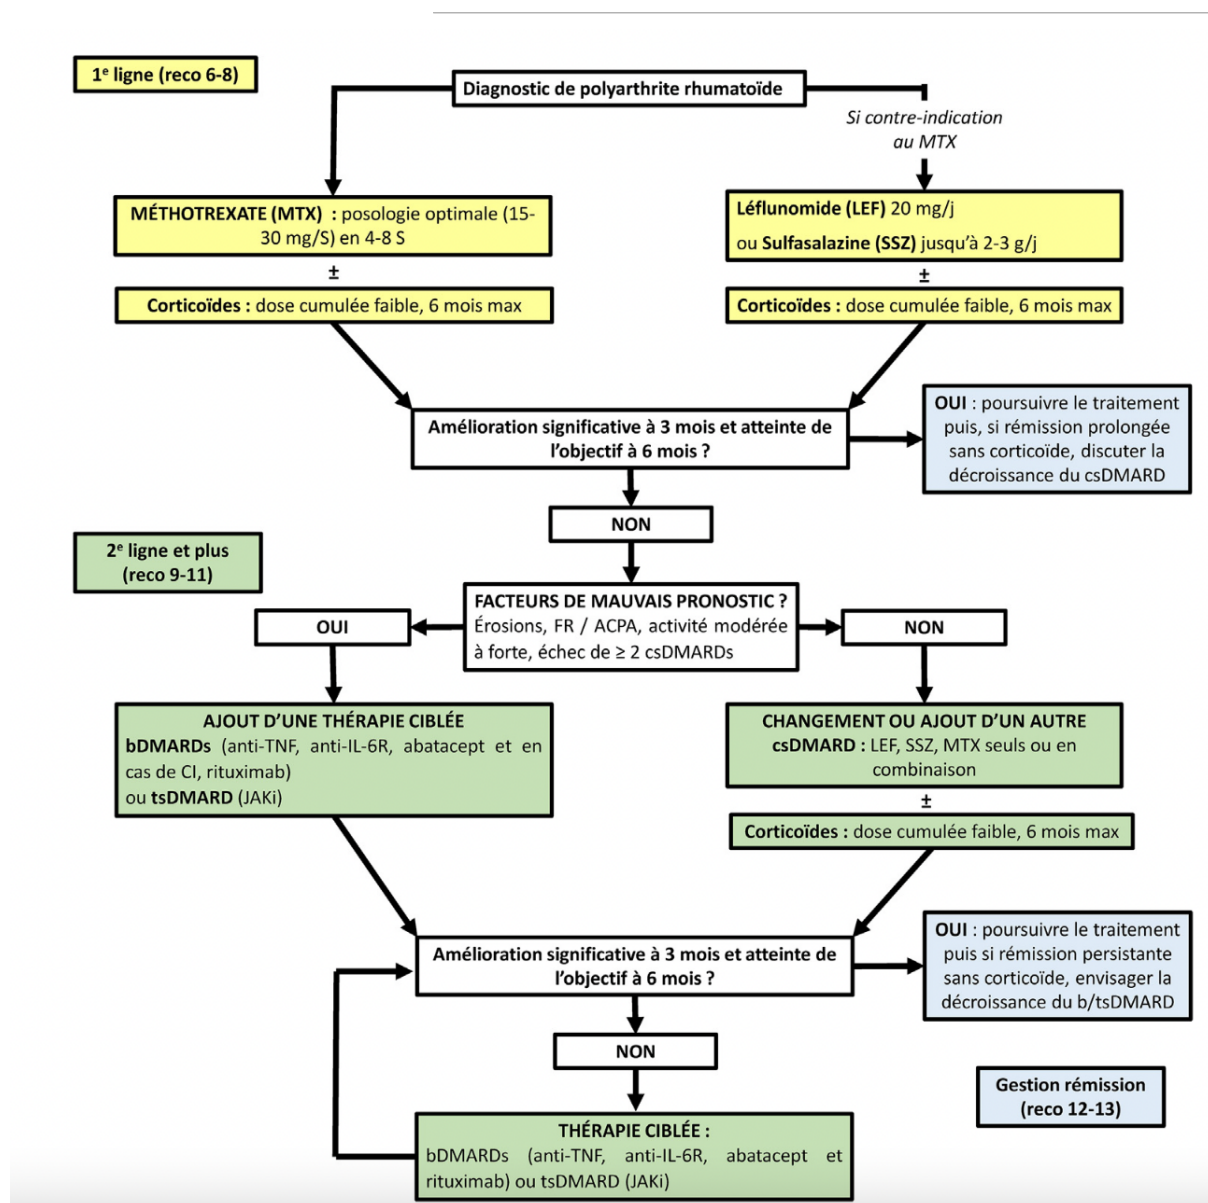 1e ligne (reco 6-8)
Diagnostic de polyarthrite rhumatoïde
Si contre-indication
au MTX
MÉTHOTREXATE (MTX) : posologie optimale (15-
30 mg/S) en 4-8 S
±
Corticoïdes : dose cumulée faible, 6 mois max
Léflunomide (LEF) 20 mg/j
ou Sulfasalazine (SSZ) jusqu'à 2-3 g/j
±
Corticoïdes : dose cumulée faible, 6 mois max
Amélioration significative à 3 mois et atteinte de
l'objectif à 6 mois ?
OUI : poursuivre le traitement
puis, si rémission prolongée
sans corticoïde, discuter la
décroissance du csDMARD
NON
2e ligne et plus
(reco 9-11)
FACTEURS DE MAUVAIS PRONOSTIC ?
Érosions, FR / ACPA, activité modérée
à forte, échec de ≥ 2 csDMARDs
OUI
NON
AJOUT D'UNE THÉRAPIE CIBLÉE
bDMARDs (anti-TNF, anti-IL-6R, abatacept et en
cas de CI, rituximab)
ou tsDMARD (JAKi)
CHANGEMENT OU AJOUT D'UN AUTRE
csDMARD : LEF, SSZ, MTX seuls ou en
combinaison
±
Corticoïdes : dose cumulée faible, 6 mois max
Amélioration significative à 3 mois et atteinte de
l'objectif à 6 mois ?
OUI : poursuivre le traitement
puis si rémission persistante
sans corticoïde, envisager la
décroissance du b/tsDMARD
NON
Gestion rémission
(reco 12-13)
THÉRAPIE CIBLÉE :
bDMARDs (anti-TNF, anti-IL-6R, abatacept et
rituximab) ou tsDMARD (JAKi)